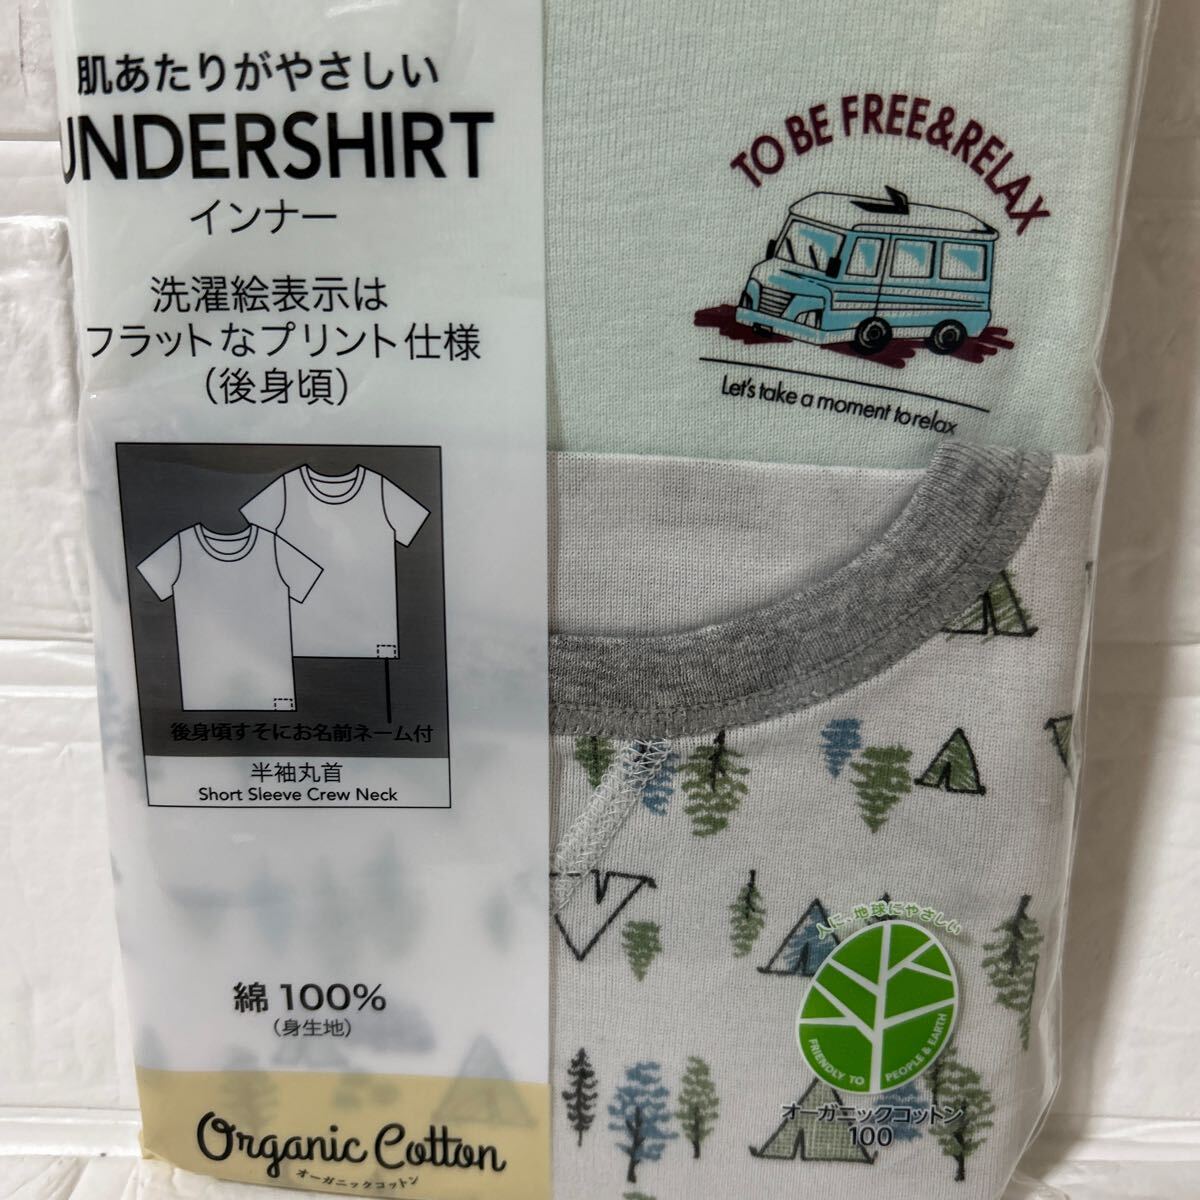 肌あたりがやさしい
UNDERSHIRT
インナー
洗濯絵表示は
フラットなプリント仕様
（後身頃）
後身頃すそにお名前ネーム付
半袖丸首
Short Sleeve Crew Neck
綿 100%
（身生地）
Organic Cotton
オーガニックコットン
TO BE FREE&RELAX
Let's take a moment to relax
人に、地球にやさしい
FRIENDLY TO PEOPLE & EARTH
オーガニックコットン
100